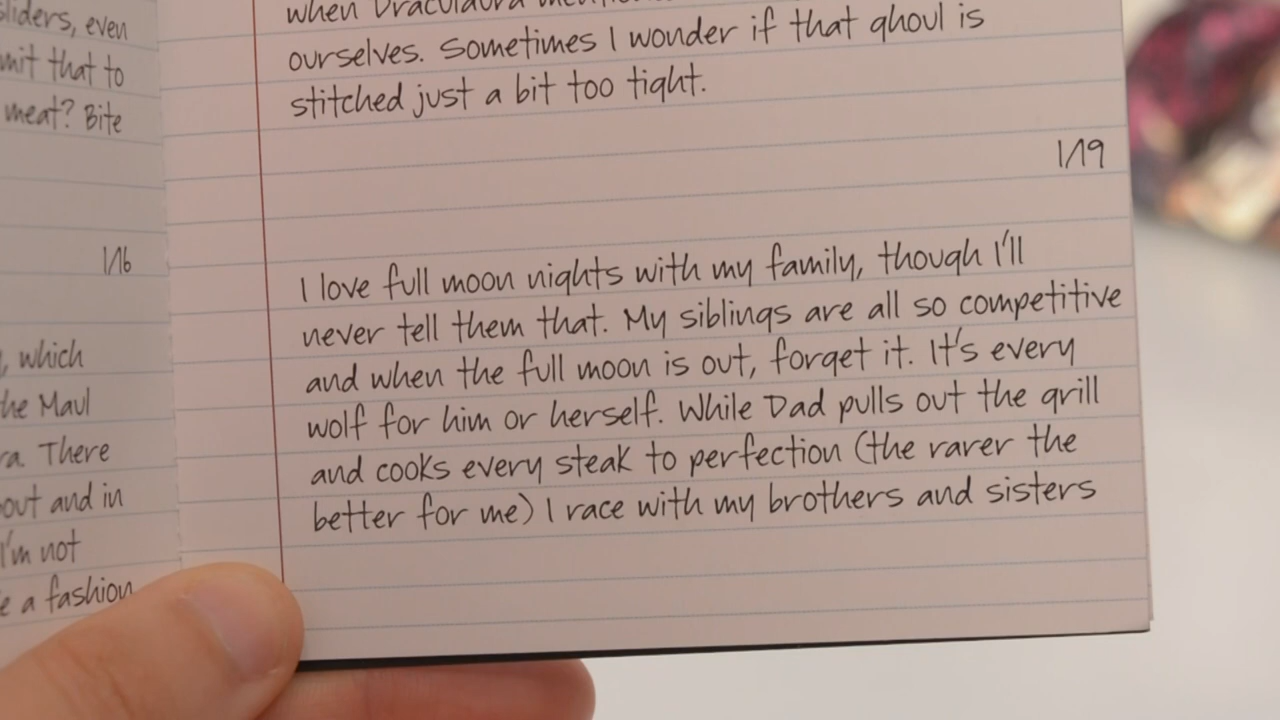 sliders, even
mit that to
meat? Bite
1/16
, which
the Maul
ra. There
out and in
I'm not
e a fashion
when Draculaura
ourselves. Sometimes I wonder if that ghoul is
stitched just a bit too tight.
1/19
I love full moon nights with my family, though I'll
never tell them that. My siblings are all so competitive
and when the full moon is out, forget it. It's every
wolf for him or herself. While Dad pulls out the grill
and cooks every steak to perfection (the rarer the
better for me) I race with my brothers and sisters